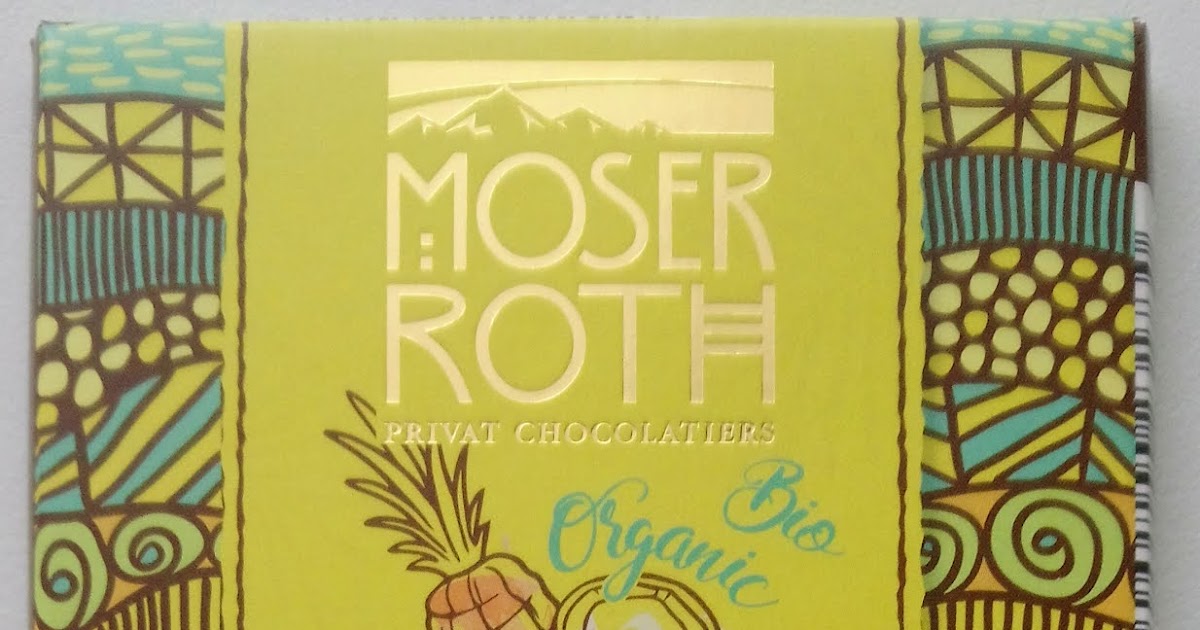 MOSER
ROTH
PRIVAT CHOCOLATIERS
Bio
Organic